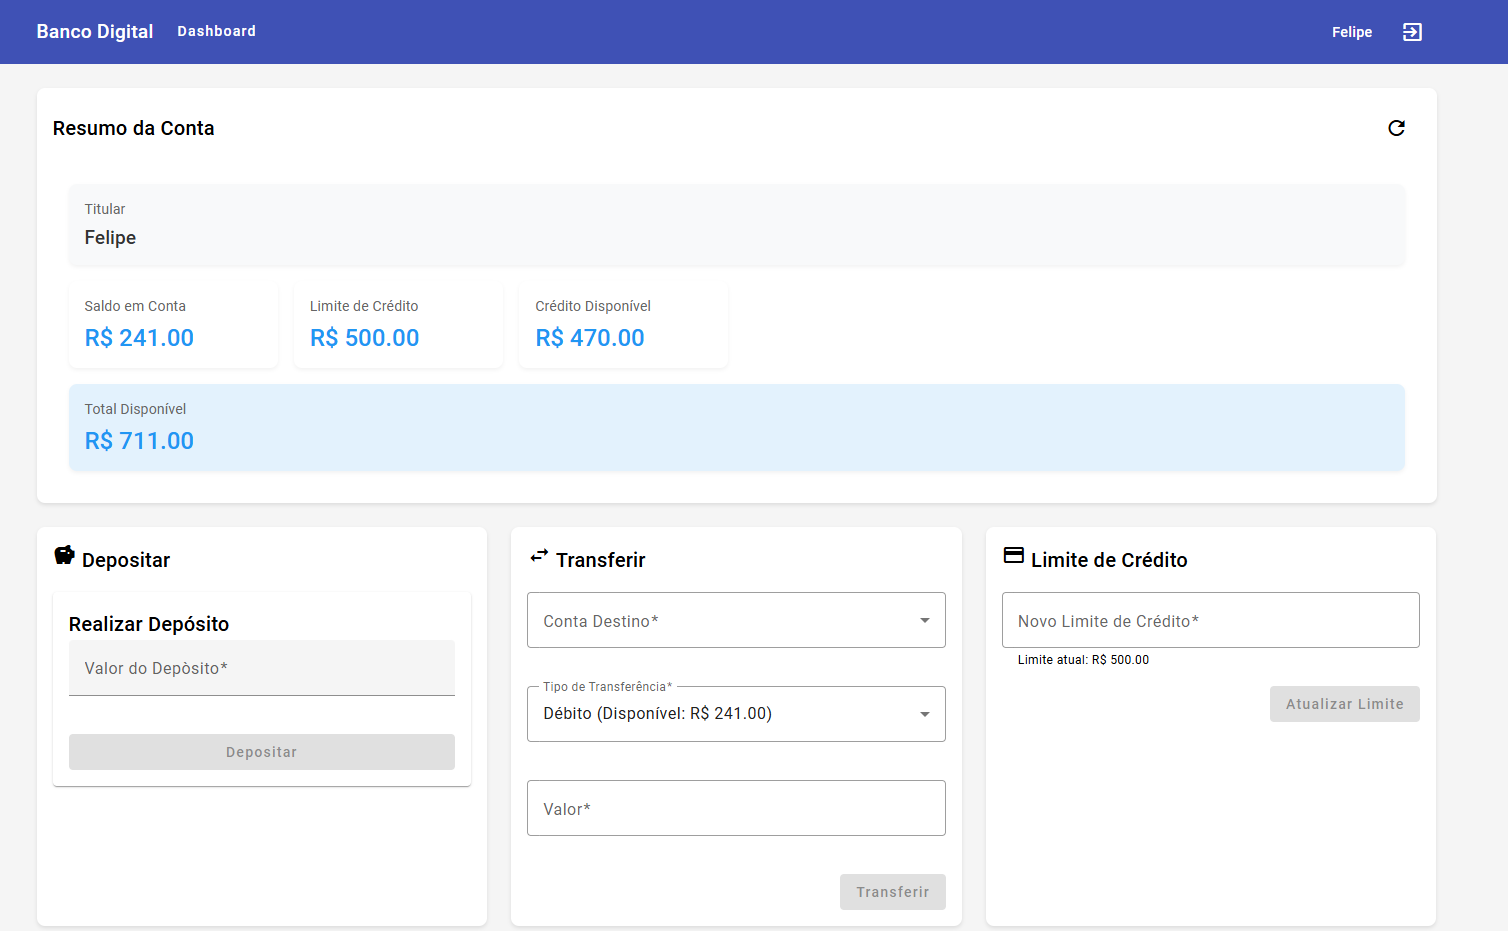 Banco Digital Dashboard Felipe
Resumo da Conta
Titular
Felipe
Saldo em Conta Limite de Crédito Crédito Disponível
R$ 241.00 R$ 500.00 R$ 470.00
Total Disponível
R$ 711.00
Depositar
Realizar Depósito
Valor do Depòsito*
Depositar
Transferir
Conta Destino*
Tipo de Transferência*
Débito (Disponível: R$ 241.00)
Valor*
Transferir
Limite de Crédito
Novo Limite de Crédito*
Limite atual: R$ 500.00
Atualizar Limite